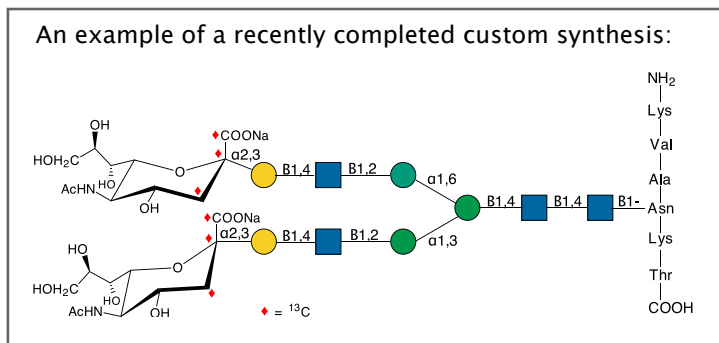 An example of a recently completed custom synthesis:
NH₂
Lys
Val
Ala
Asn
Lys
Thr
COOH
OH
HOH₂C
HO
AcHN
OH
O
COONa
α2,3
B1,4
B1,2
α1,6
B1,4
B1,4
B1-
HO
HOH₂C
HO
AcHN
OH
O
COONa
α2,3
B1,4
B1,2
α1,3
♦ = ¹³C